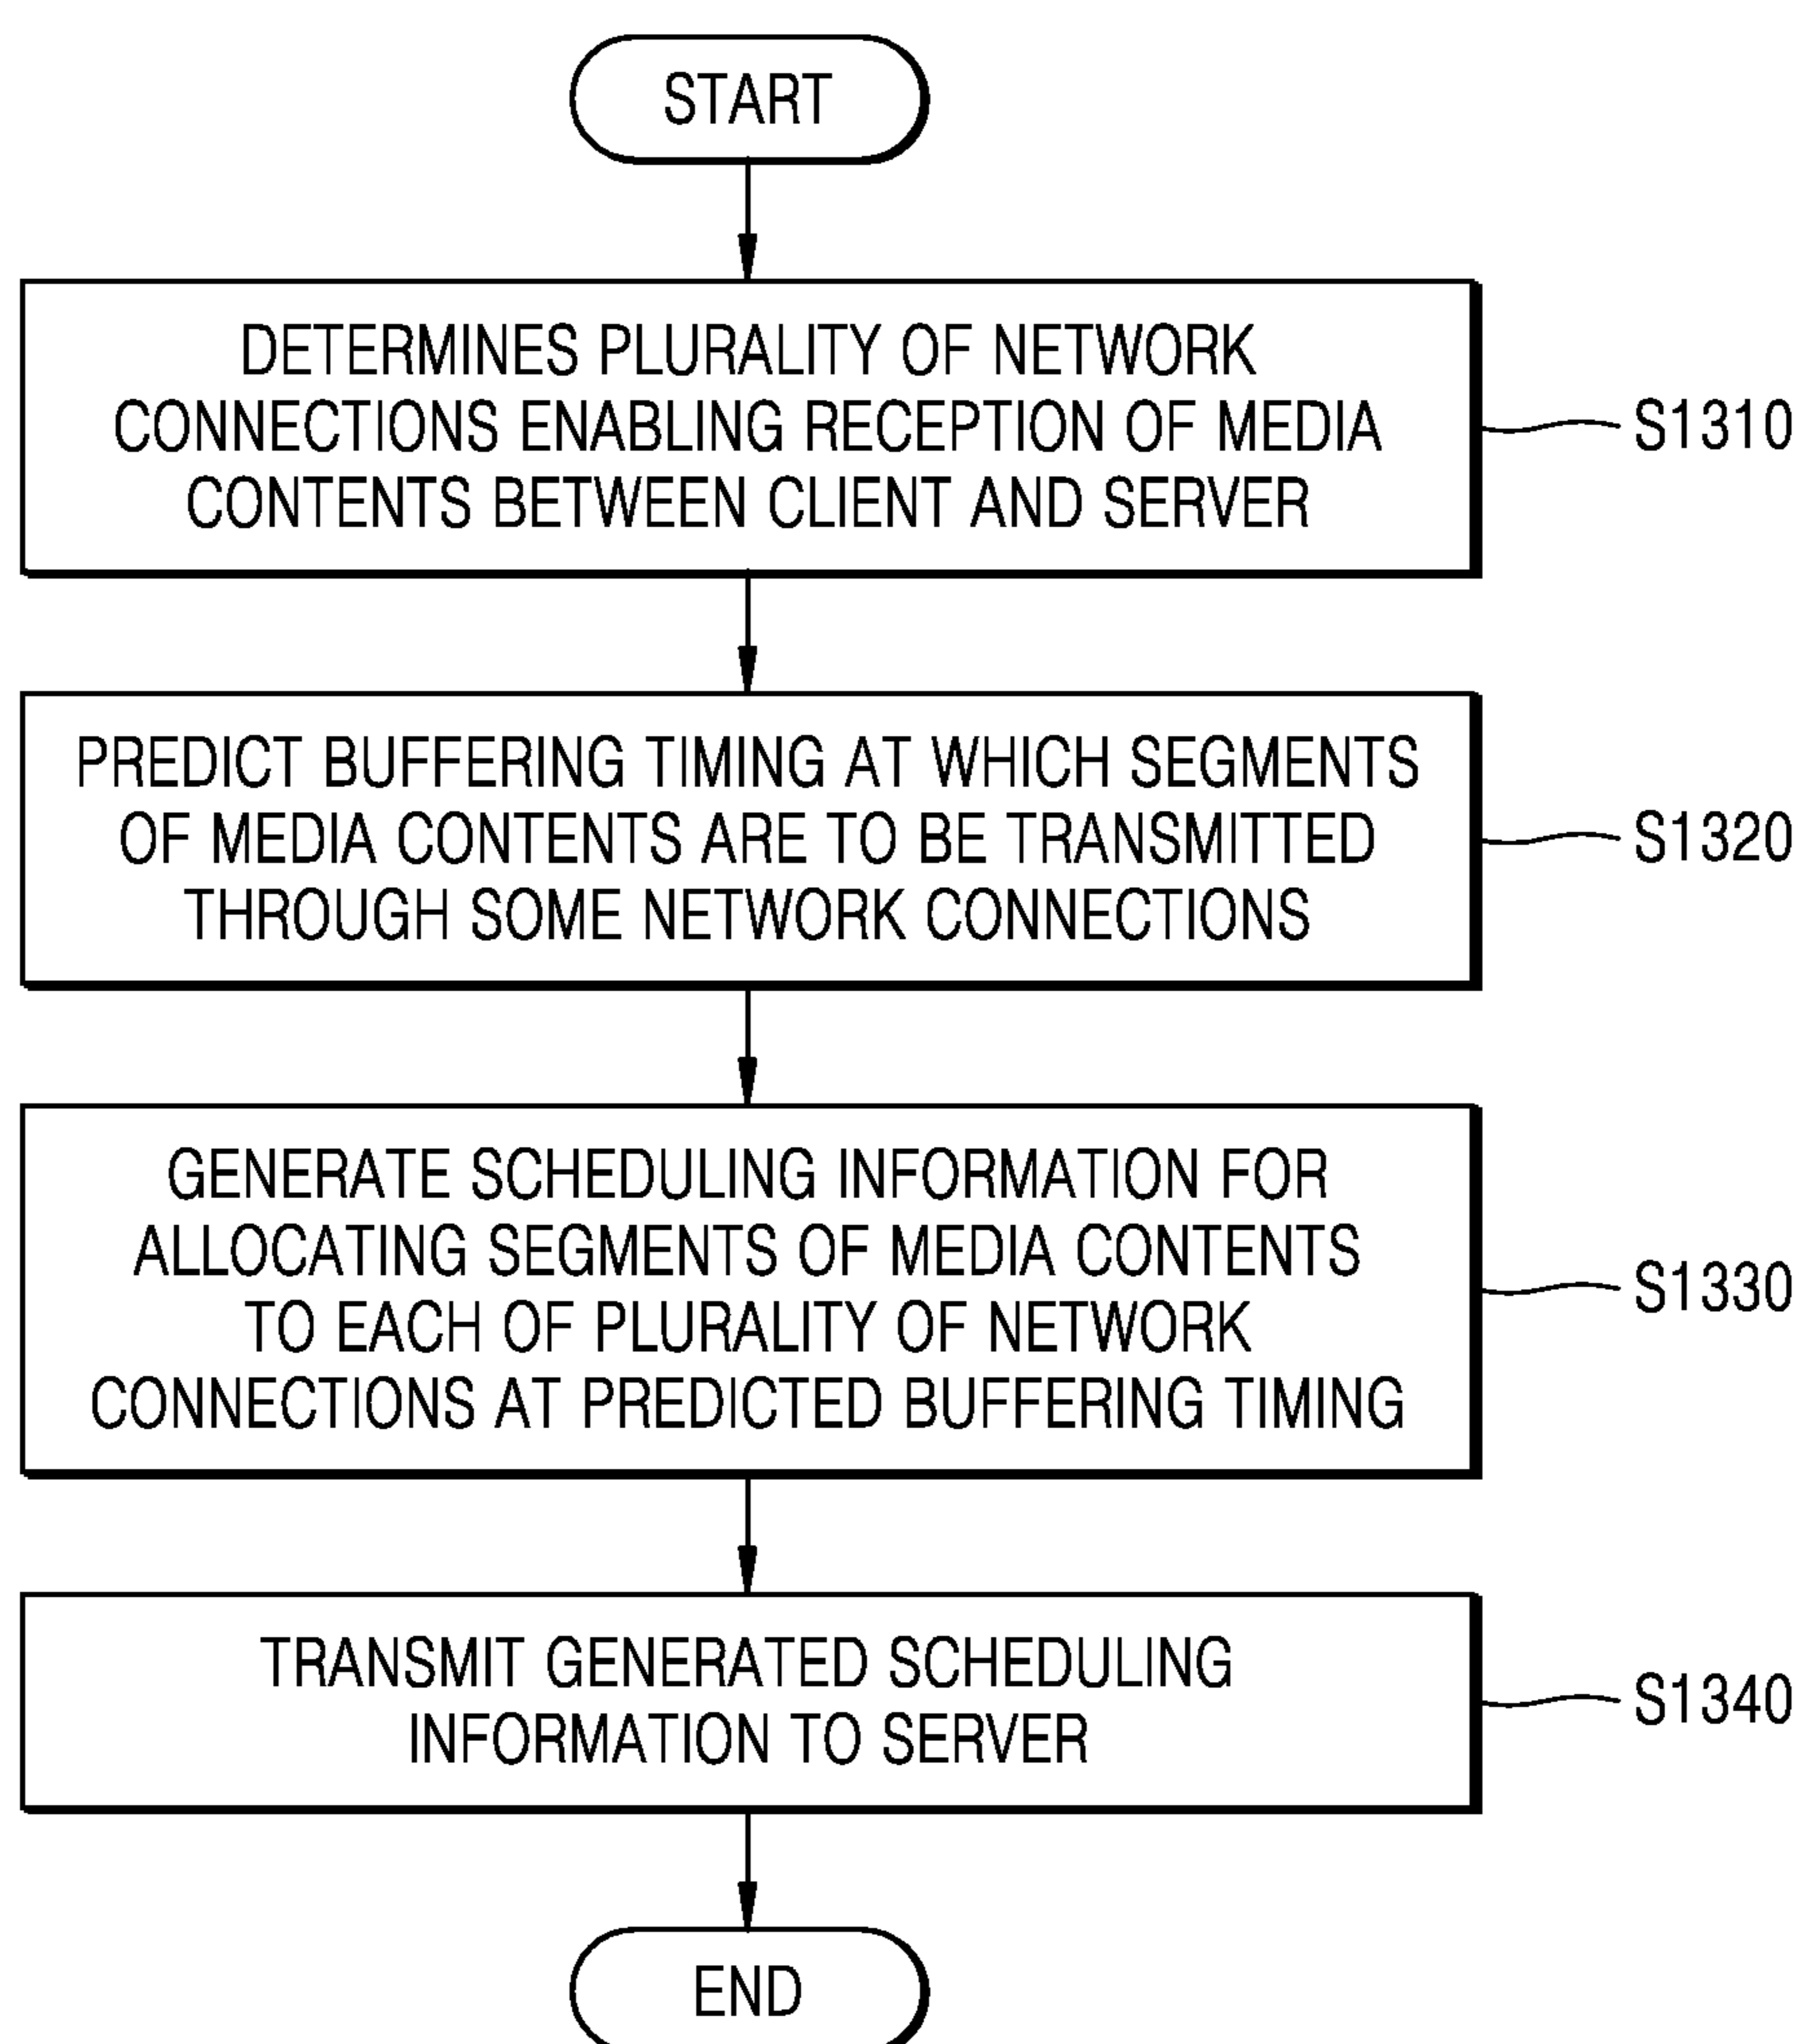 START
DETERMINES PLURALITY OF NETWORK
CONNECTIONS ENABLING RECEPTION OF MEDIA
CONTENTS BETWEEN CLIENT AND SERVER
S1310
PREDICT BUFFERING TIMING AT WHICH SEGMENTS
OF MEDIA CONTENTS ARE TO BE TRANSMITTED
THROUGH SOME NETWORK CONNECTIONS
S1320
GENERATE SCHEDULING INFORMATION FOR
ALLOCATING SEGMENTS OF MEDIA CONTENTS
TO EACH OF PLURALITY OF NETWORK
CONNECTIONS AT PREDICTED BUFFERING TIMING
S1330
TRANSMIT GENERATED SCHEDULING
INFORMATION TO SERVER
S1340
END